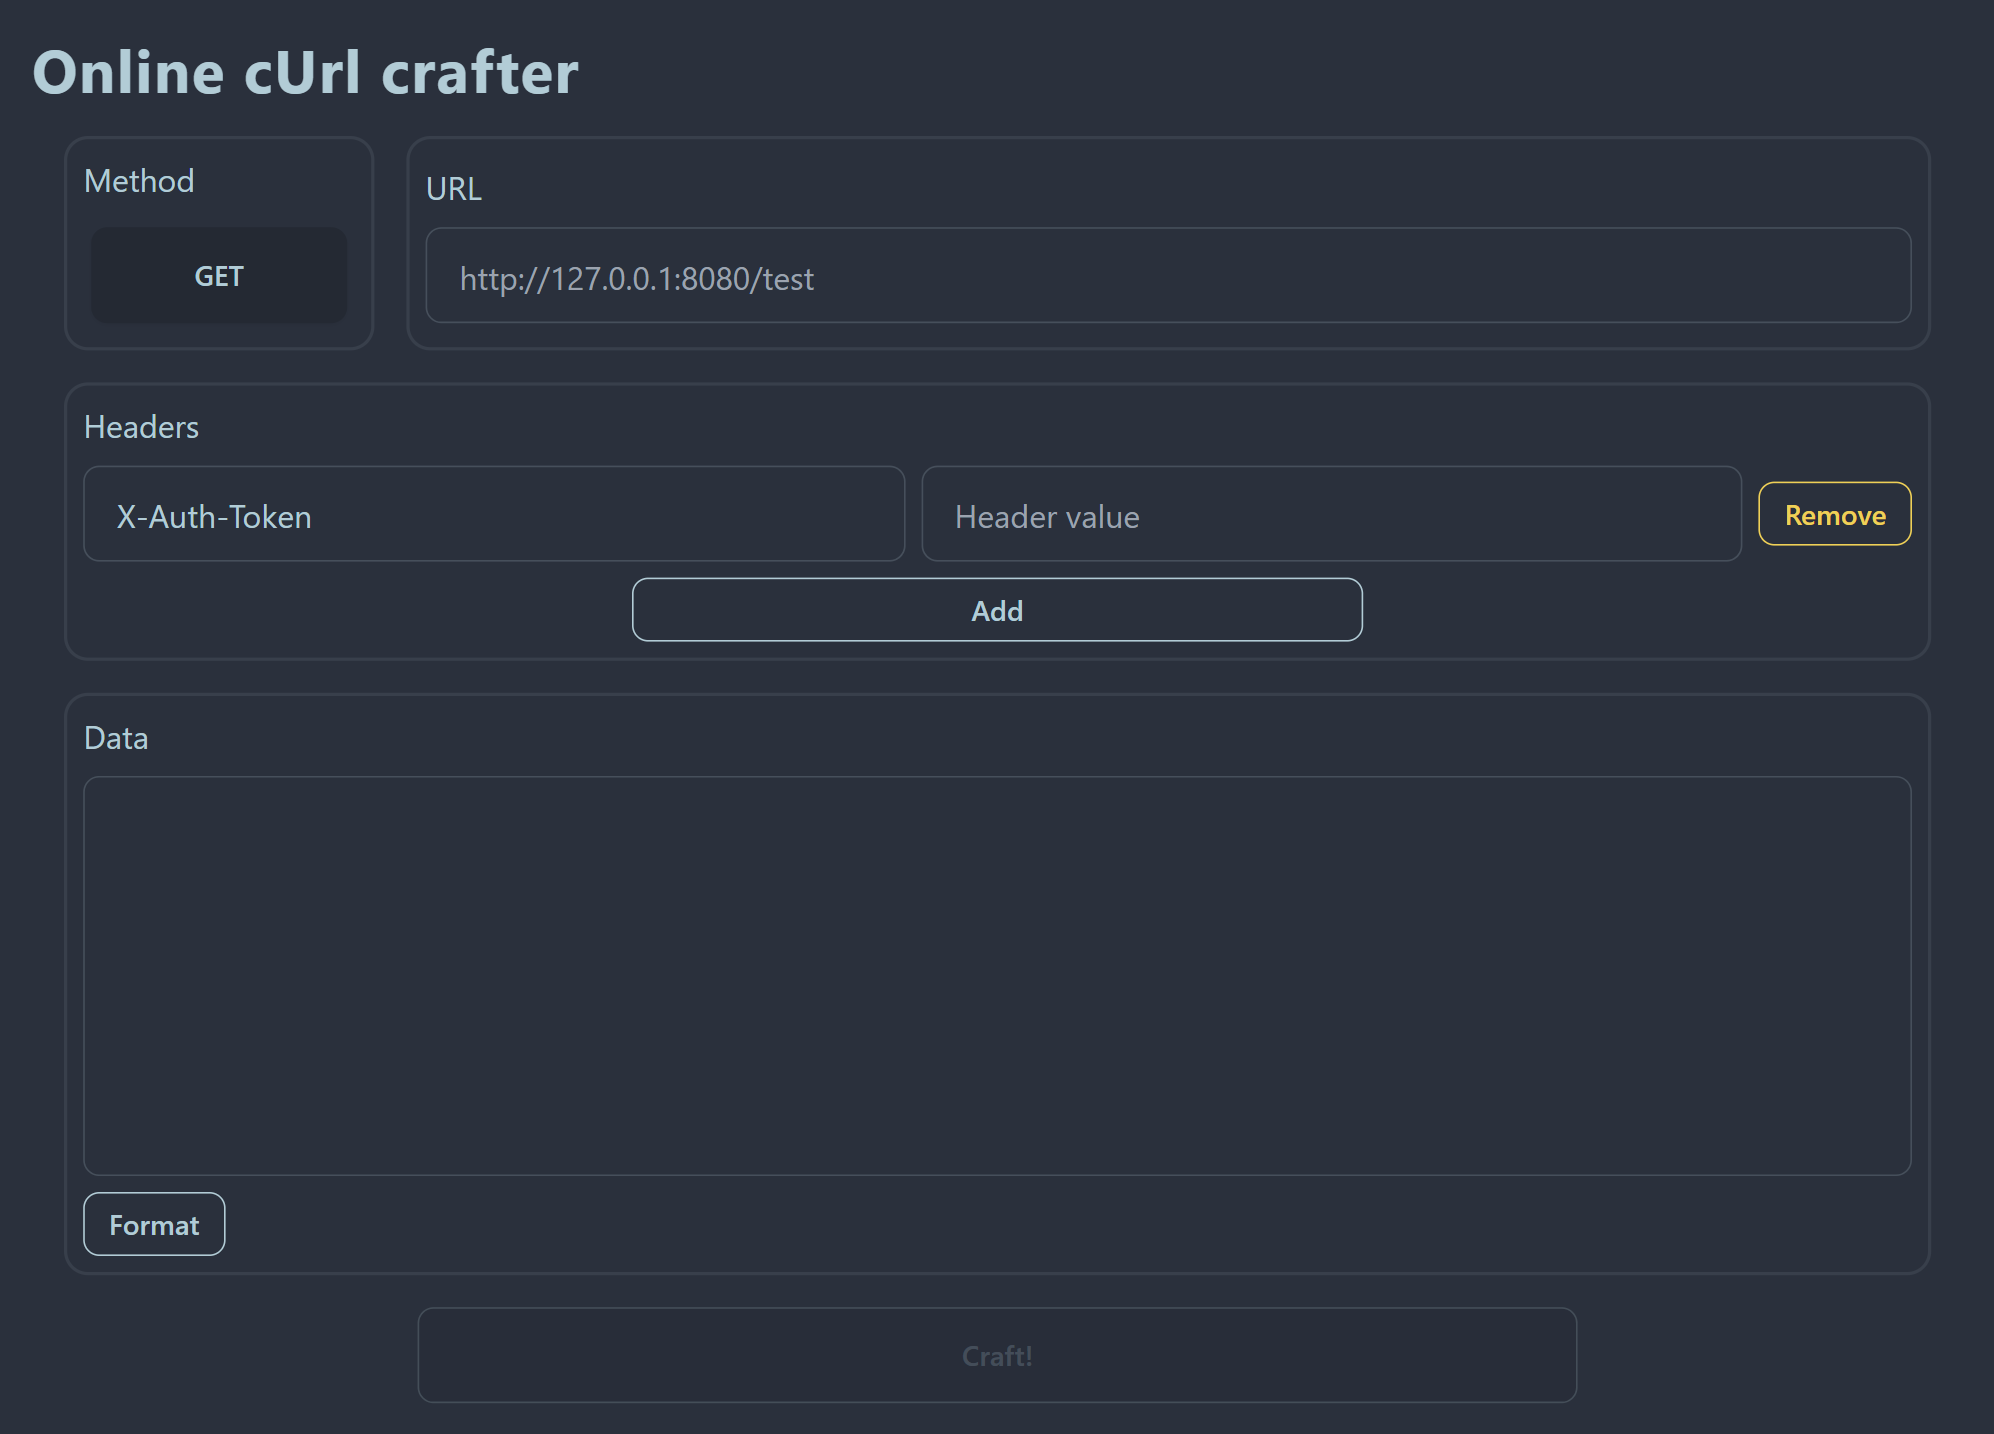 Online cUrl crafter
Method
URL
GET
http://127.0.0.1:8080/test
Headers
X-Auth-Token
Header value
Remove
Add
Data
Format
Craft!